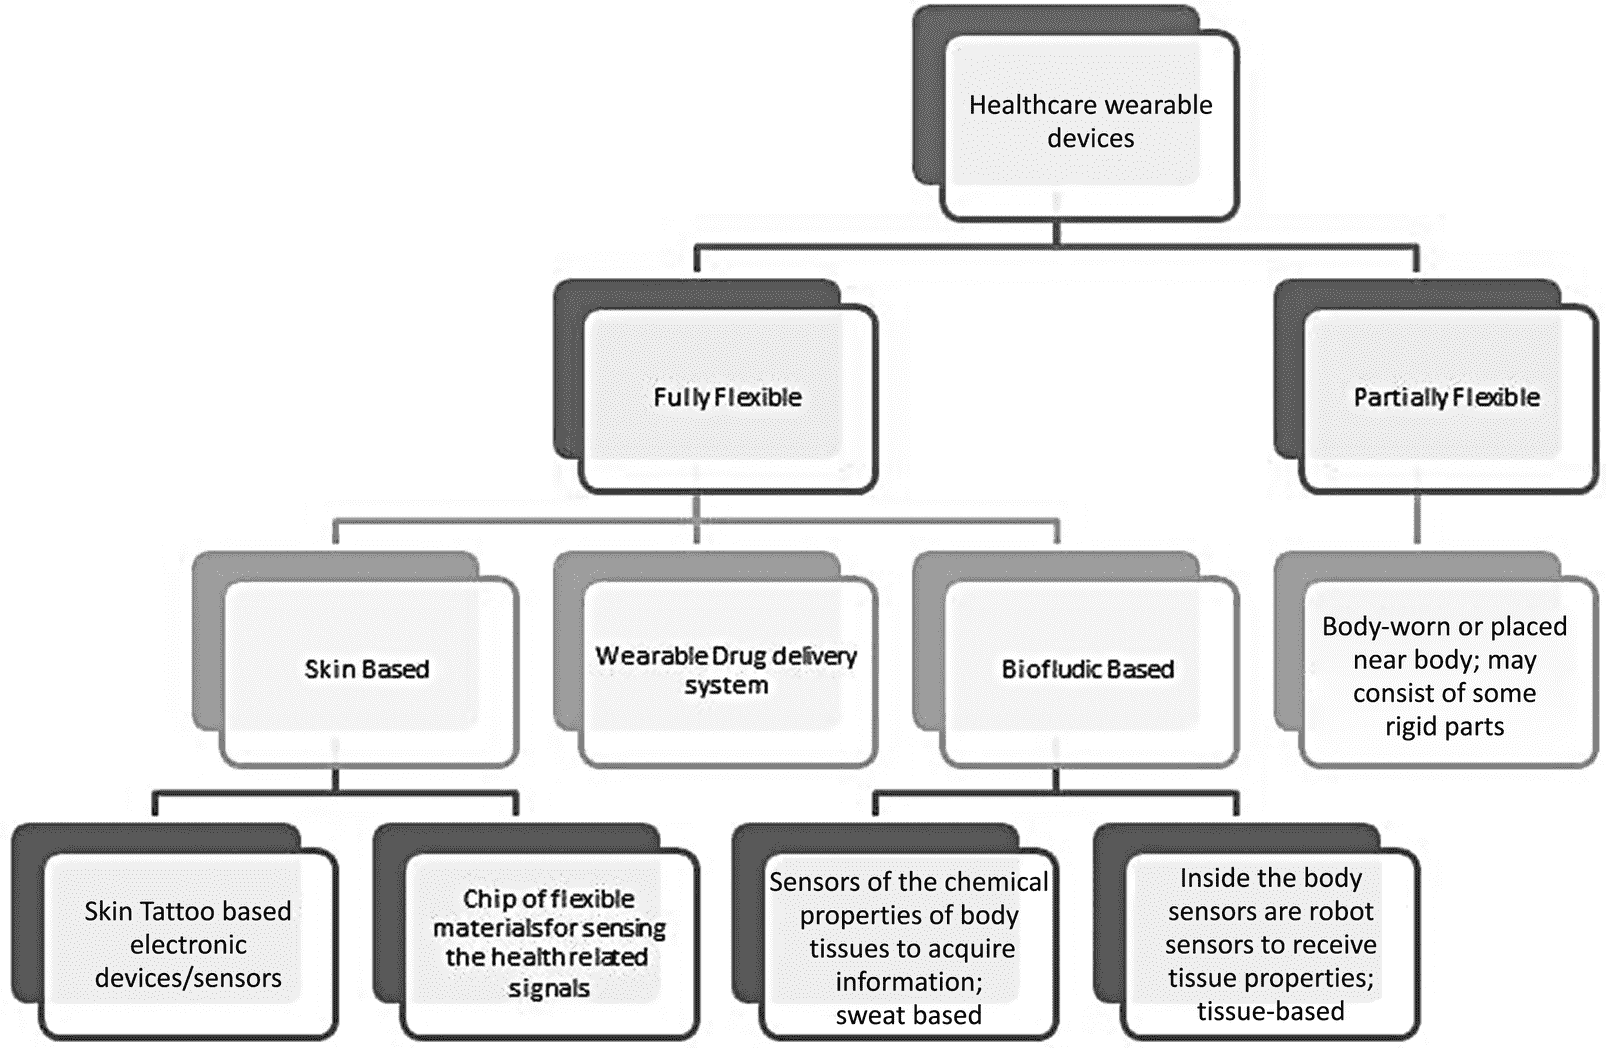 Healthcare wearable
devices
Fully Flexible
Partially Flexible
Skin Based
Wearable Drug delivery
system
Biofludic Based
Body-worn or placed
near body; may
consist of some
rigid parts
Skin Tattoo based
electronic
devices/sensors
Chip of flexible
materialsfor sensing
the health related
signals
Sensors of the chemical
properties of body
tissues to acquire
information;
sweat based
Inside the body
sensors are robot
sensors to receive
tissue properties;
tissue-based